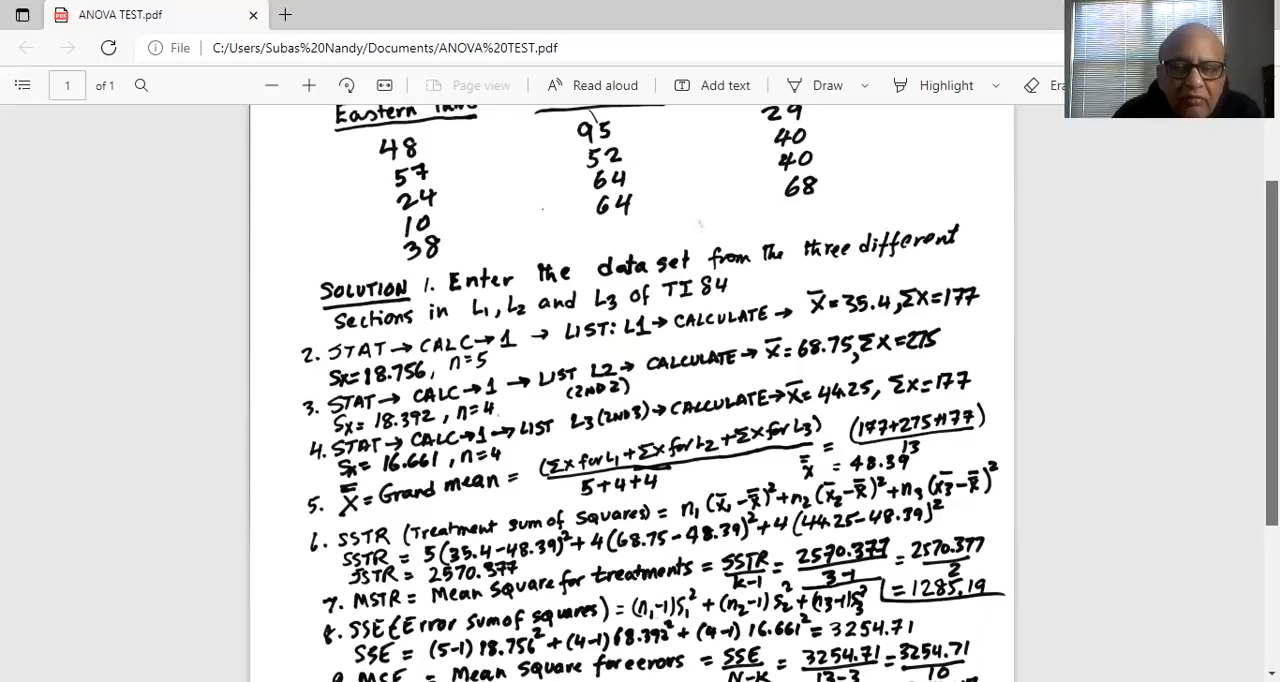 ANOVA TEST.pdf
File C:/Users/Subas%20Nandy/Documents/ANOVA%20TEST.pdf
1 of 1 Page view Read aloud Add text Draw Highlight Era
Eastern 29
48 95 40
57 52 40
24 64 68
10 64
38
SOLUTION 1. Enter the data set from the three different
sections in L1, L2 and L3 of TI 84
2. STAT → CALC → 1 → LIST: L1 → CALCULATE → x̄ = 35.4, Σx = 177
Sx = 18.756, n = 5
3. STAT → CALC → 1 → LIST L2 → CALCULATE → x̄ = 68.75, Σx = 275
(2ND 2)
Sx = 18.392, n = 4
4. STAT → CALC → 1 → LIST L3 (2ND 3) → CALCULATE → x̄ = 44.25, Σx = 177
Sx = 16.661, n = 4
5. x̿ = Grand mean = (Σx for L1 + Σx for L2 + Σx for L3) / 5+4+4 = (177+275+177) / 13
x̿ = 48.39
6. SSTR (Treatment sum of squares) = n1(x̄1 - x̿)² + n2(x̄2 - x̿)² + n3(x̄3 - x̿)²
SSTR = 5(35.4-48.39)² + 4(68.75-48.39)² + 4(44.25-48.39)²
SSTR = 2570.377
7. MSTR = Mean Square for treatments = SSTR / k-1 = 2570.377 / 3-1 = 2570.377 / 2
= 1285.19
8. SSE (Error sum of squares) = (n1-1)S1² + (n2-1)S2² + (n3-1)S3²
SSE = (5-1)18.756² + (4-1)68.392² + (4-1)16.661² = 3254.71
9. MSE = Mean square for eerors = SSE / N-K = 3254.71 / 13-3 = 3254.71 / 10